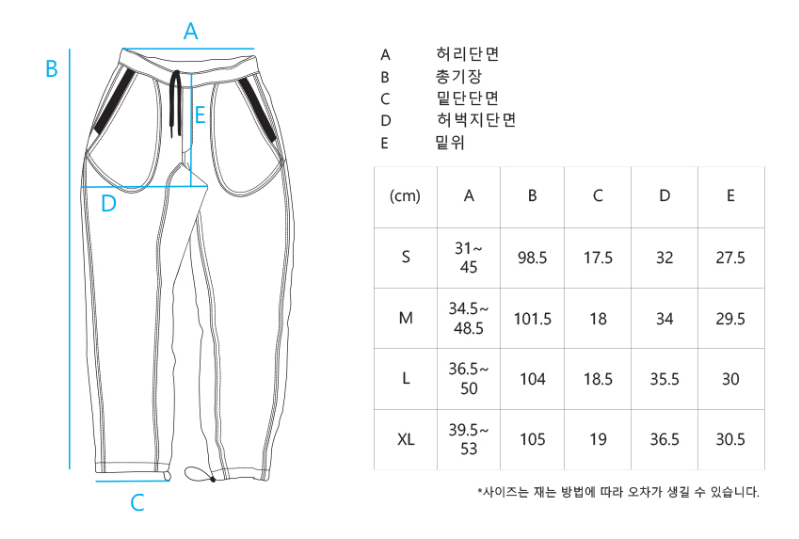 A
B
E
D
C
A 허리단면
B 총기장
C 밑단단면
D 허벅지단면
E 밑위
(cm) A B C D E
S 31~45 98.5 17.5 32 27.5
M 34.5~48.5 101.5 18 34 29.5
L 36.5~50 104 18.5 35.5 30
XL 39.5~53 105 19 36.5 30.5
*사이즈는 재는 방법에 따라 오차가 생길 수 있습니다.